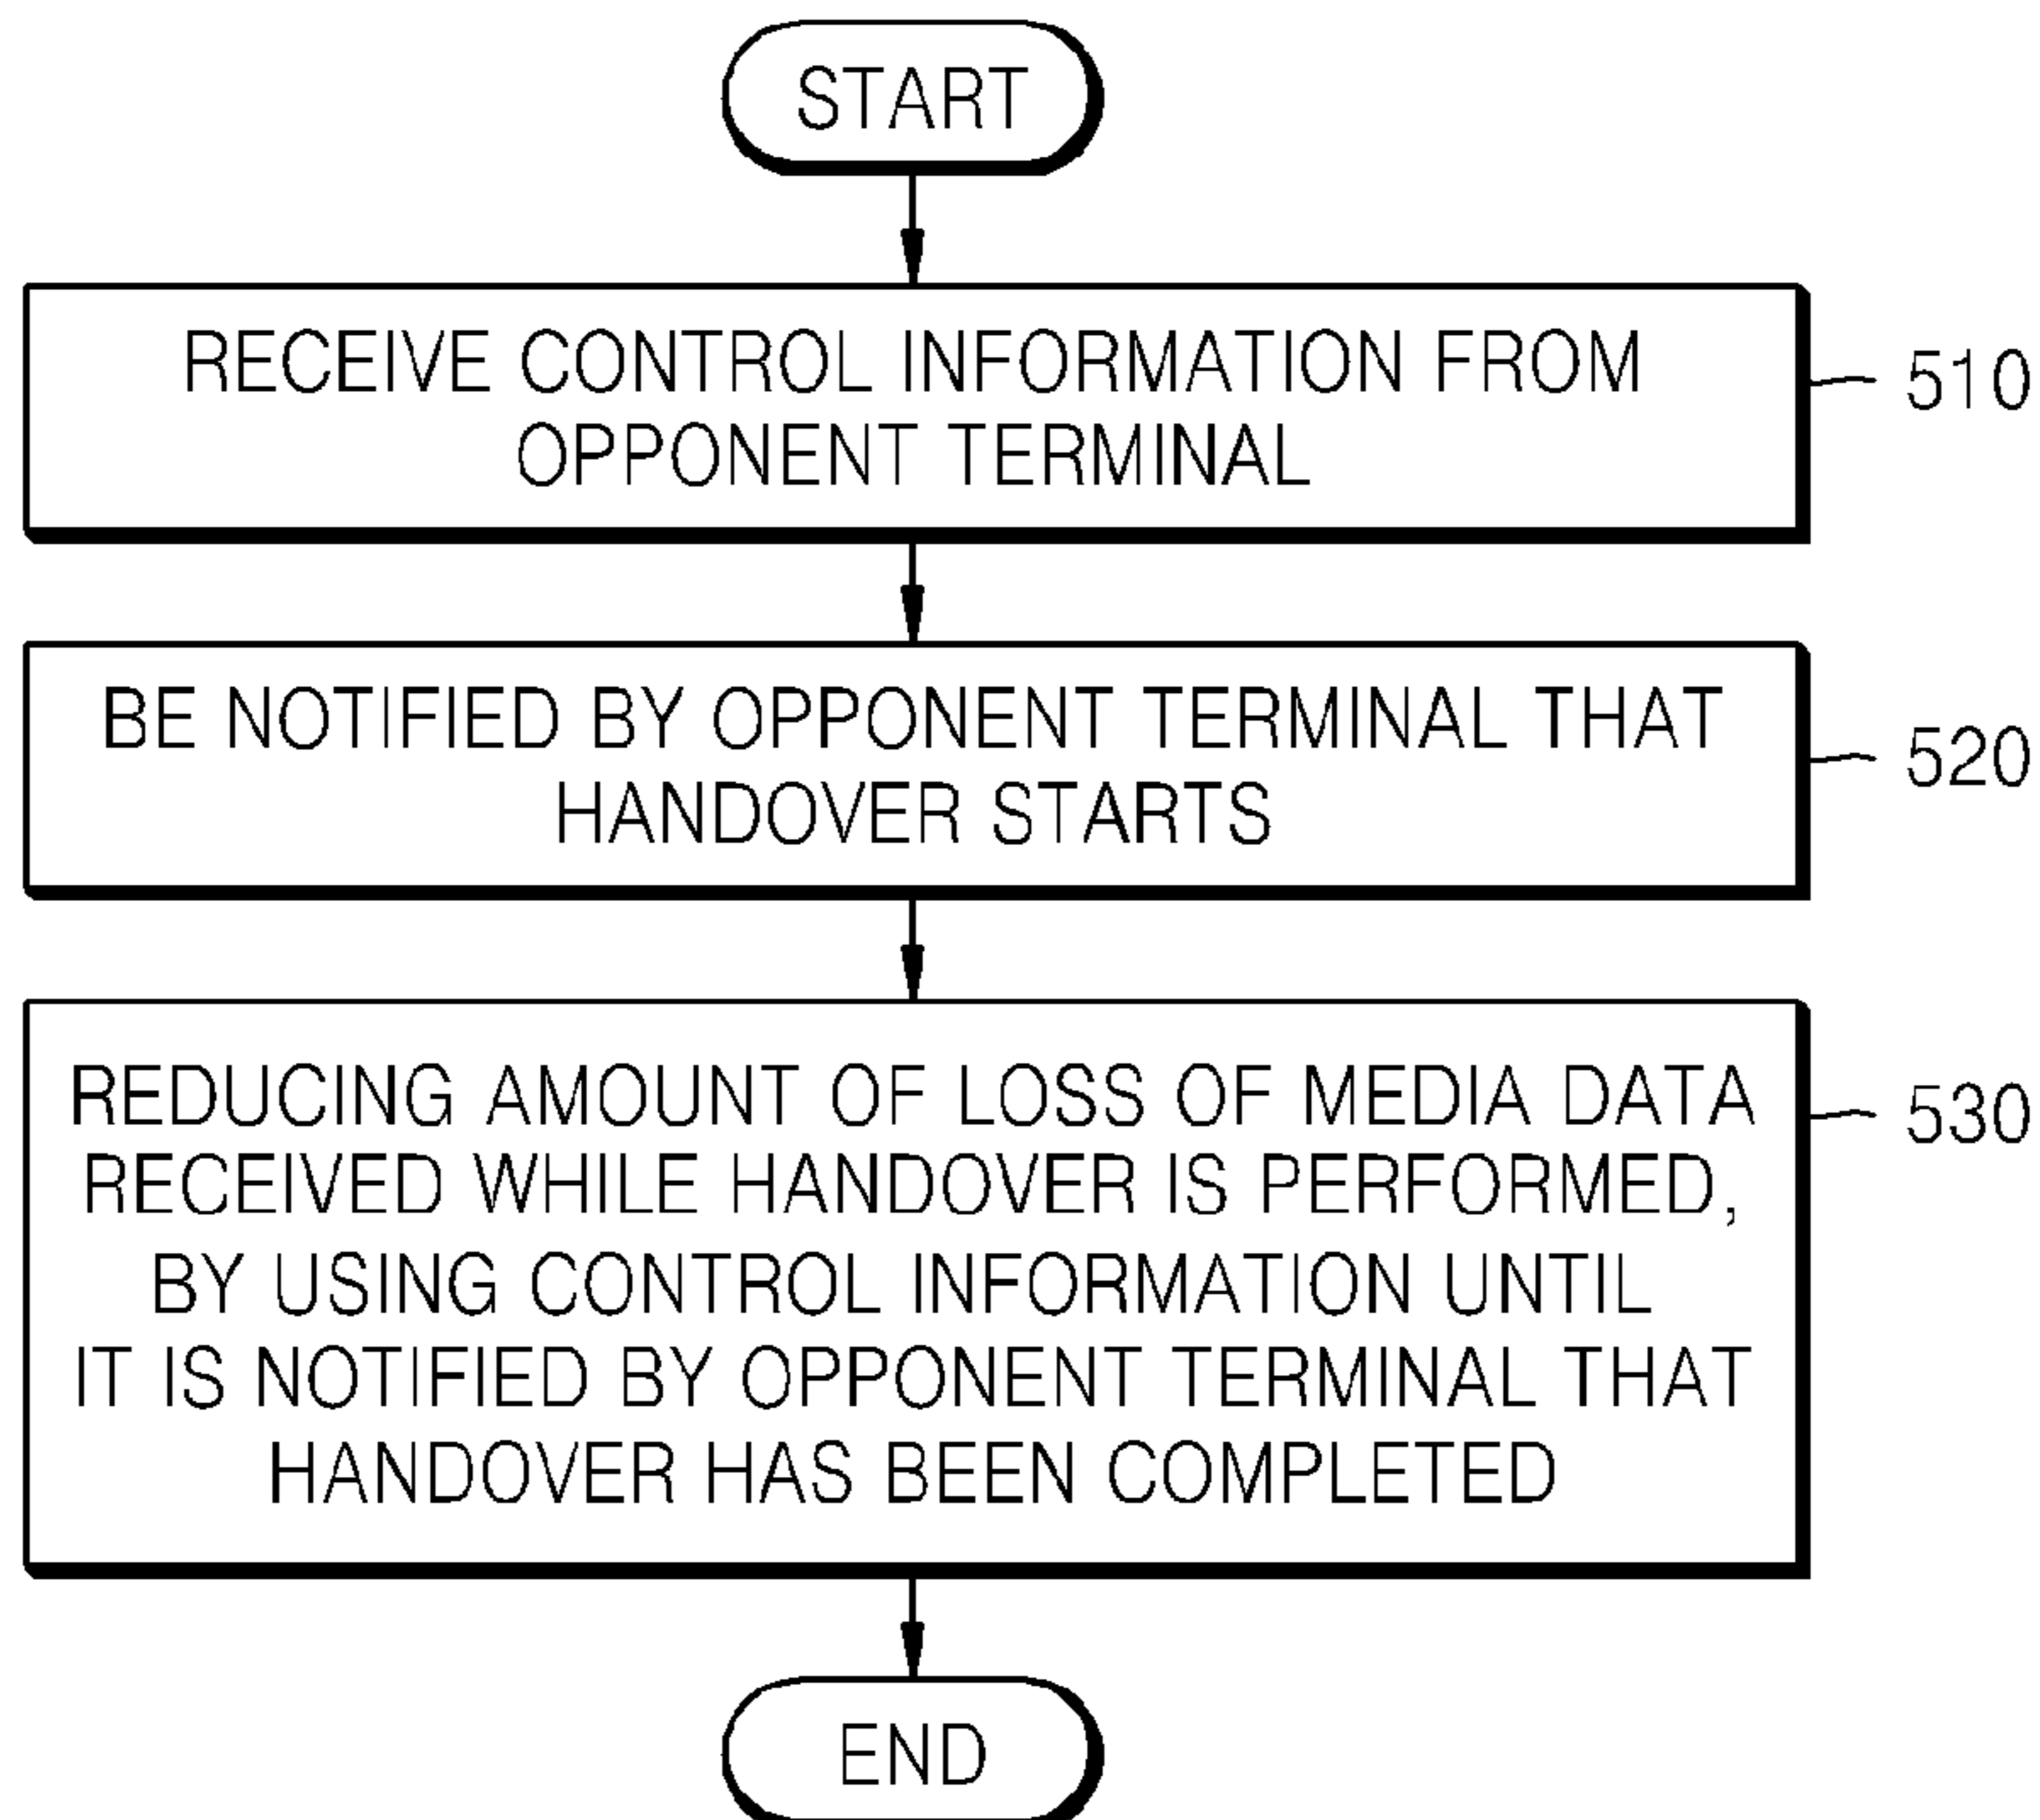 START
RECEIVE CONTROL INFORMATION FROM
OPPONENT TERMINAL
510
BE NOTIFIED BY OPPONENT TERMINAL THAT
HANDOVER STARTS
520
REDUCING AMOUNT OF LOSS OF MEDIA DATA
RECEIVED WHILE HANDOVER IS PERFORMED,
BY USING CONTROL INFORMATION UNTIL
IT IS NOTIFIED BY OPPONENT TERMINAL THAT
HANDOVER HAS BEEN COMPLETED
530
END